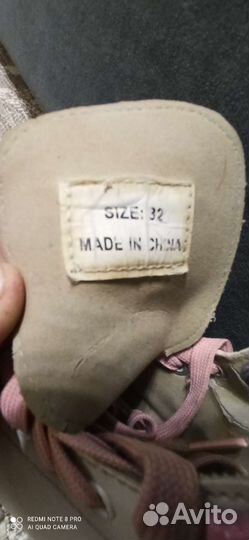 SIZE: 32
MADE IN CHINA
REDMI NOTE 8 PRO
AI QUAD CAMERA
Avito